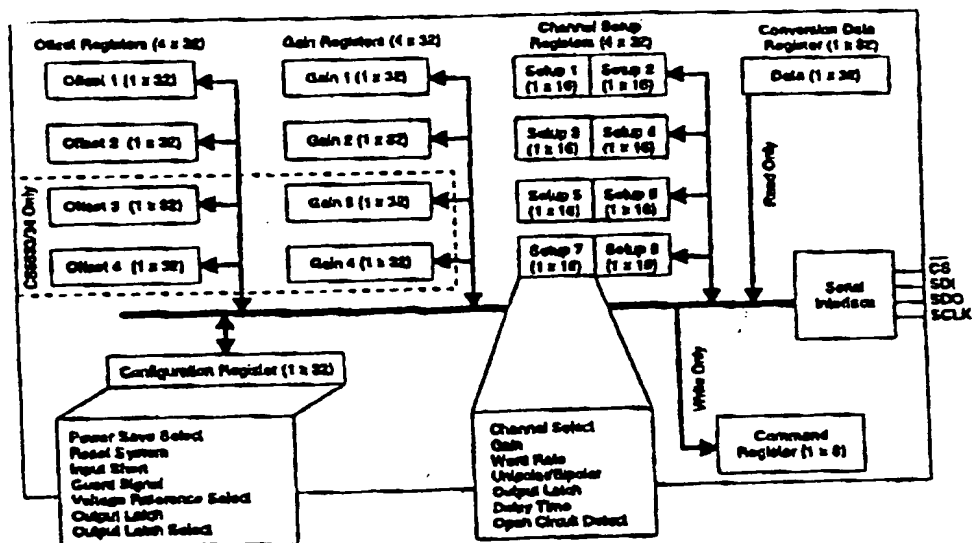 Offset Registers (4 x 32)
Offset 1 (1 x 32)
Offset 2 (1 x 32)
Offset 3 (1 x 32)
Offset 4 (1 x 32)
Gain Registers (4 x 32)
Gain 1 (1 x 32)
Gain 2 (1 x 32)
Gain 3 (1 x 32)
Gain 4 (1 x 32)
Channel Setup
Registers (4 x 32)
Setup 1 (1 x 16)
Setup 2 (1 x 16)
Setup 3 (1 x 16)
Setup 4 (1 x 16)
Setup 5 (1 x 16)
Setup 6 (1 x 16)
Setup 7 (1 x 16)
Setup 8 (1 x 16)
Conversion Data
Register (1 x 32)
Data (1 x 32)
Read Only
Only
Serial
Interface
CS
SDI
SDO
SCLK
Write Only
Command
Register (1 x 8)
Configuration Register (1 x 32)
Power Save Select
Reset System
Input Short
Guard Signal
Voltage Reference Select
Output Latch
Output Latch Select
Channel Select
Gain
Word Rate
Unipolar/Bipolar
Output Latch
Delay Time
Open Circuit Detect